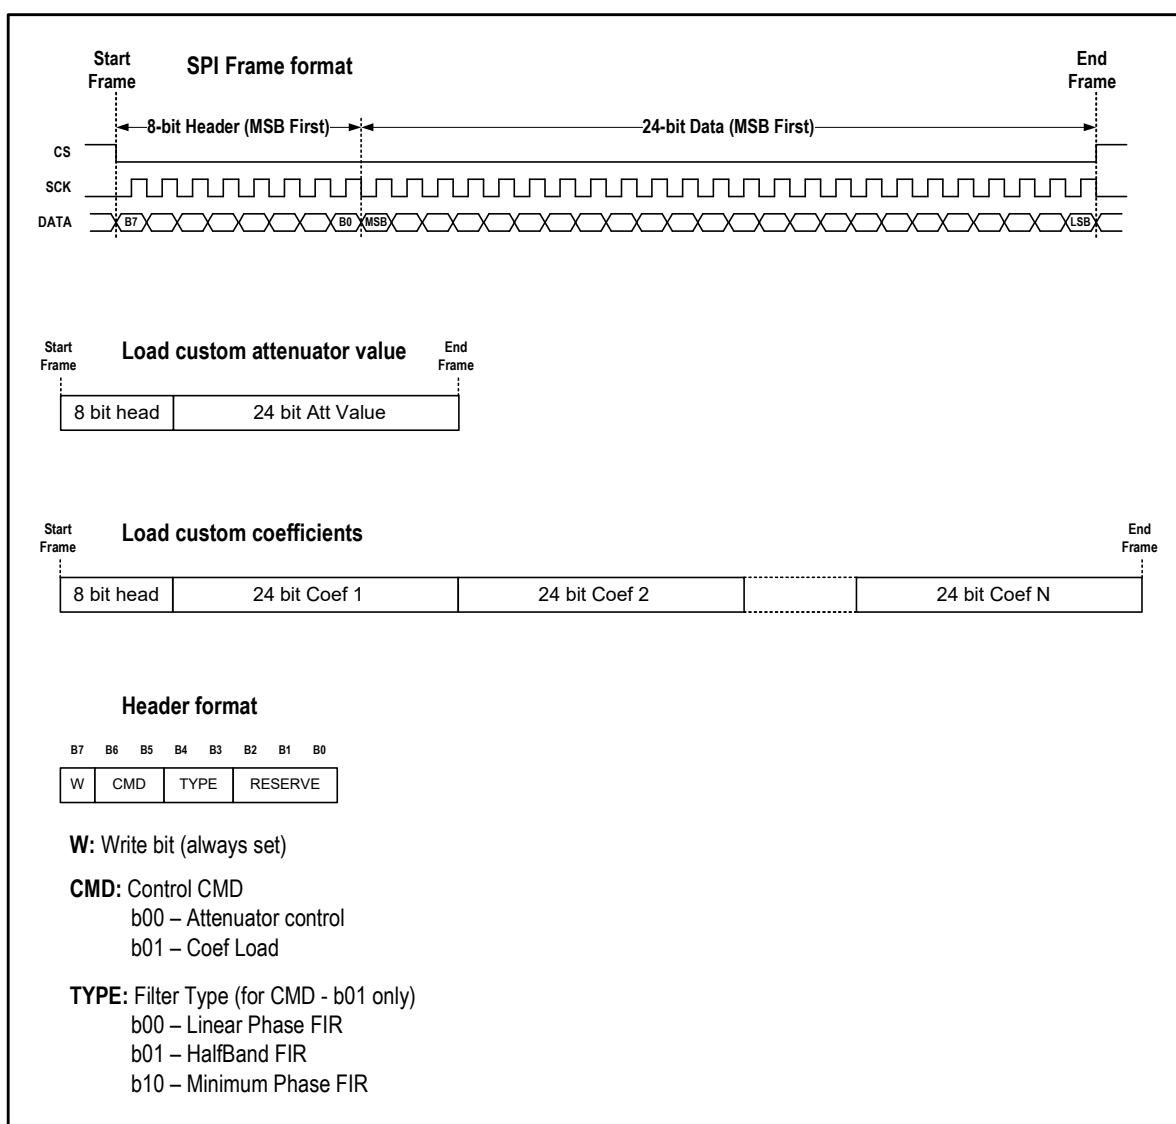 Start
Frame
SPI Frame format
End
Frame
8-bit Header (MSB First)
24-bit Data (MSB First)
CS
SCK
DATA
B7
B0
MSB
LSB
Start
Frame
Load custom attenuator value
End
Frame
8 bit head
24 bit Att Value
Start
Frame
Load custom coefficients
End
Frame
8 bit head
24 bit Coef 1
24 bit Coef 2
24 bit Coef N
Header format
B7 B6 B5 B4 B3 B2 B1 B0
W CMD TYPE RESERVE
W: Write bit (always set)
CMD: Control CMD
b00 – Attenuator control
b01 – Coef Load
TYPE: Filter Type (for CMD - b01 only)
b00 – Linear Phase FIR
b01 – HalfBand FIR
b10 – Minimum Phase FIR